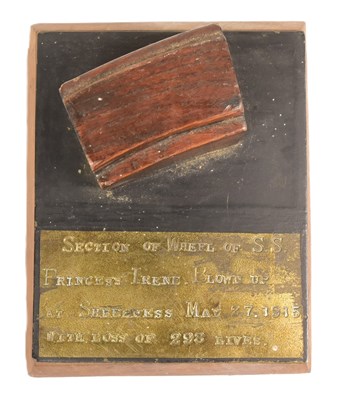 SECTION OF WHEEL OF S.S.
PRINCESS IRENE BLOWN UP
AT SHEERNESS MAY 27. 1915
WITH LOSS OF 293 LIVES.